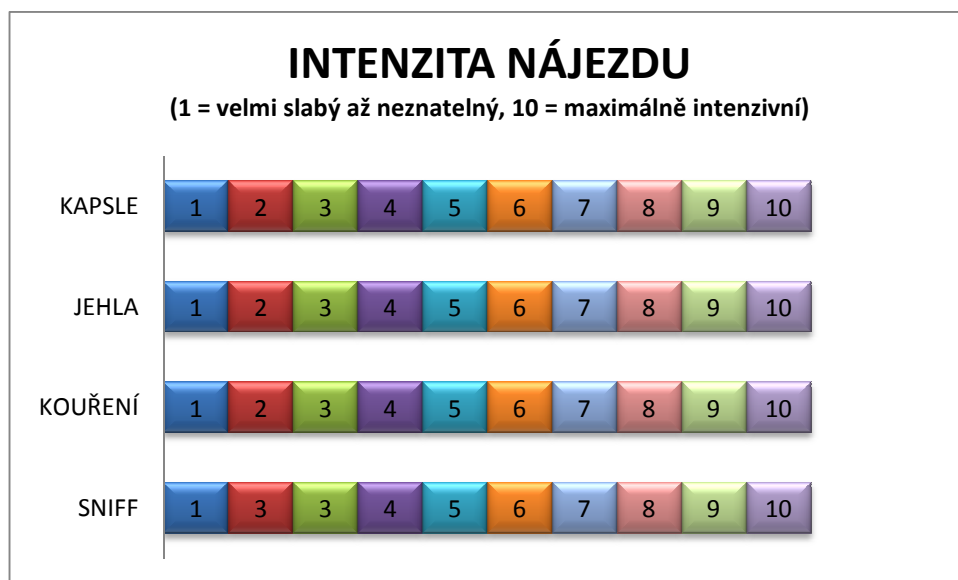 INTENZITA NÁJEZDU
(1 = velmi slabý až neznatelný, 10 = maximálně intenzivní)
KAPSLE 1 2 3 4 5 6 7 8 9 10
JEHLA 1 2 3 4 5 6 7 8 9 10
KOUŘENÍ 1 2 3 4 5 6 7 8 9 10
SNIFF 1 3 3 4 5 6 7 8 9 10